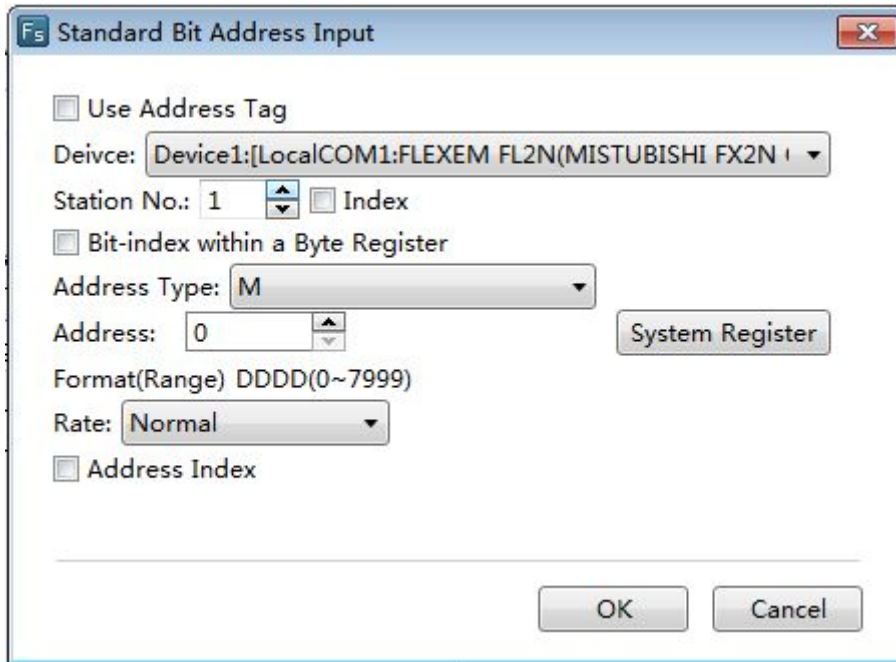 Fs Standard Bit Address Input
Use Address Tag
Deivce: Device1:[LocalCOM1:FLEXEM FL2N(MISTUBISHI FX2N (
Station No.: 1 Index
Bit-index within a Byte Register
Address Type: M
Address: 0 System Register
Format(Range) DDDD(0~7999)
Rate: Normal
Address Index
OK Cancel